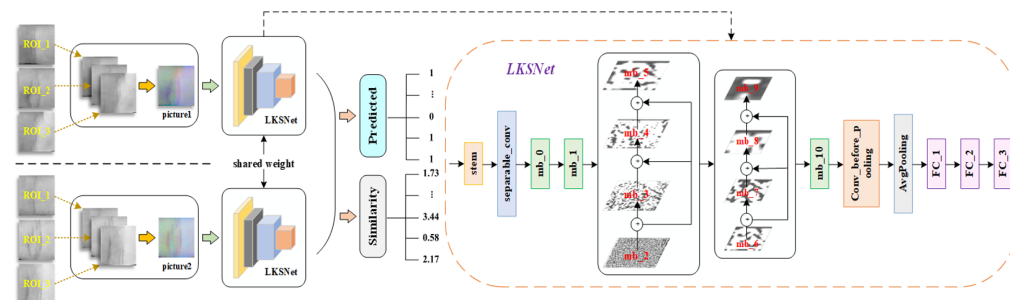 ROI_1
ROI_2
ROI_3
picture1
LKSNet
shared weight
ROI_1
ROI_2
ROI_3
picture2
LKSNet
Predicted
1
⋮
0
1
1
Similarity
1.73
⋮
3.44
0.58
2.17
LKSNet
stem
separable_conv
mb_0
mb_1
mb_5
mb_4
mb_3
mb_2
+
+
+
mb_9
mb_8
mb_7
mb_6
+
+
+
mb_10
Conv_before_p
ooling
AvgPooling
FC_1
FC_2
FC_3